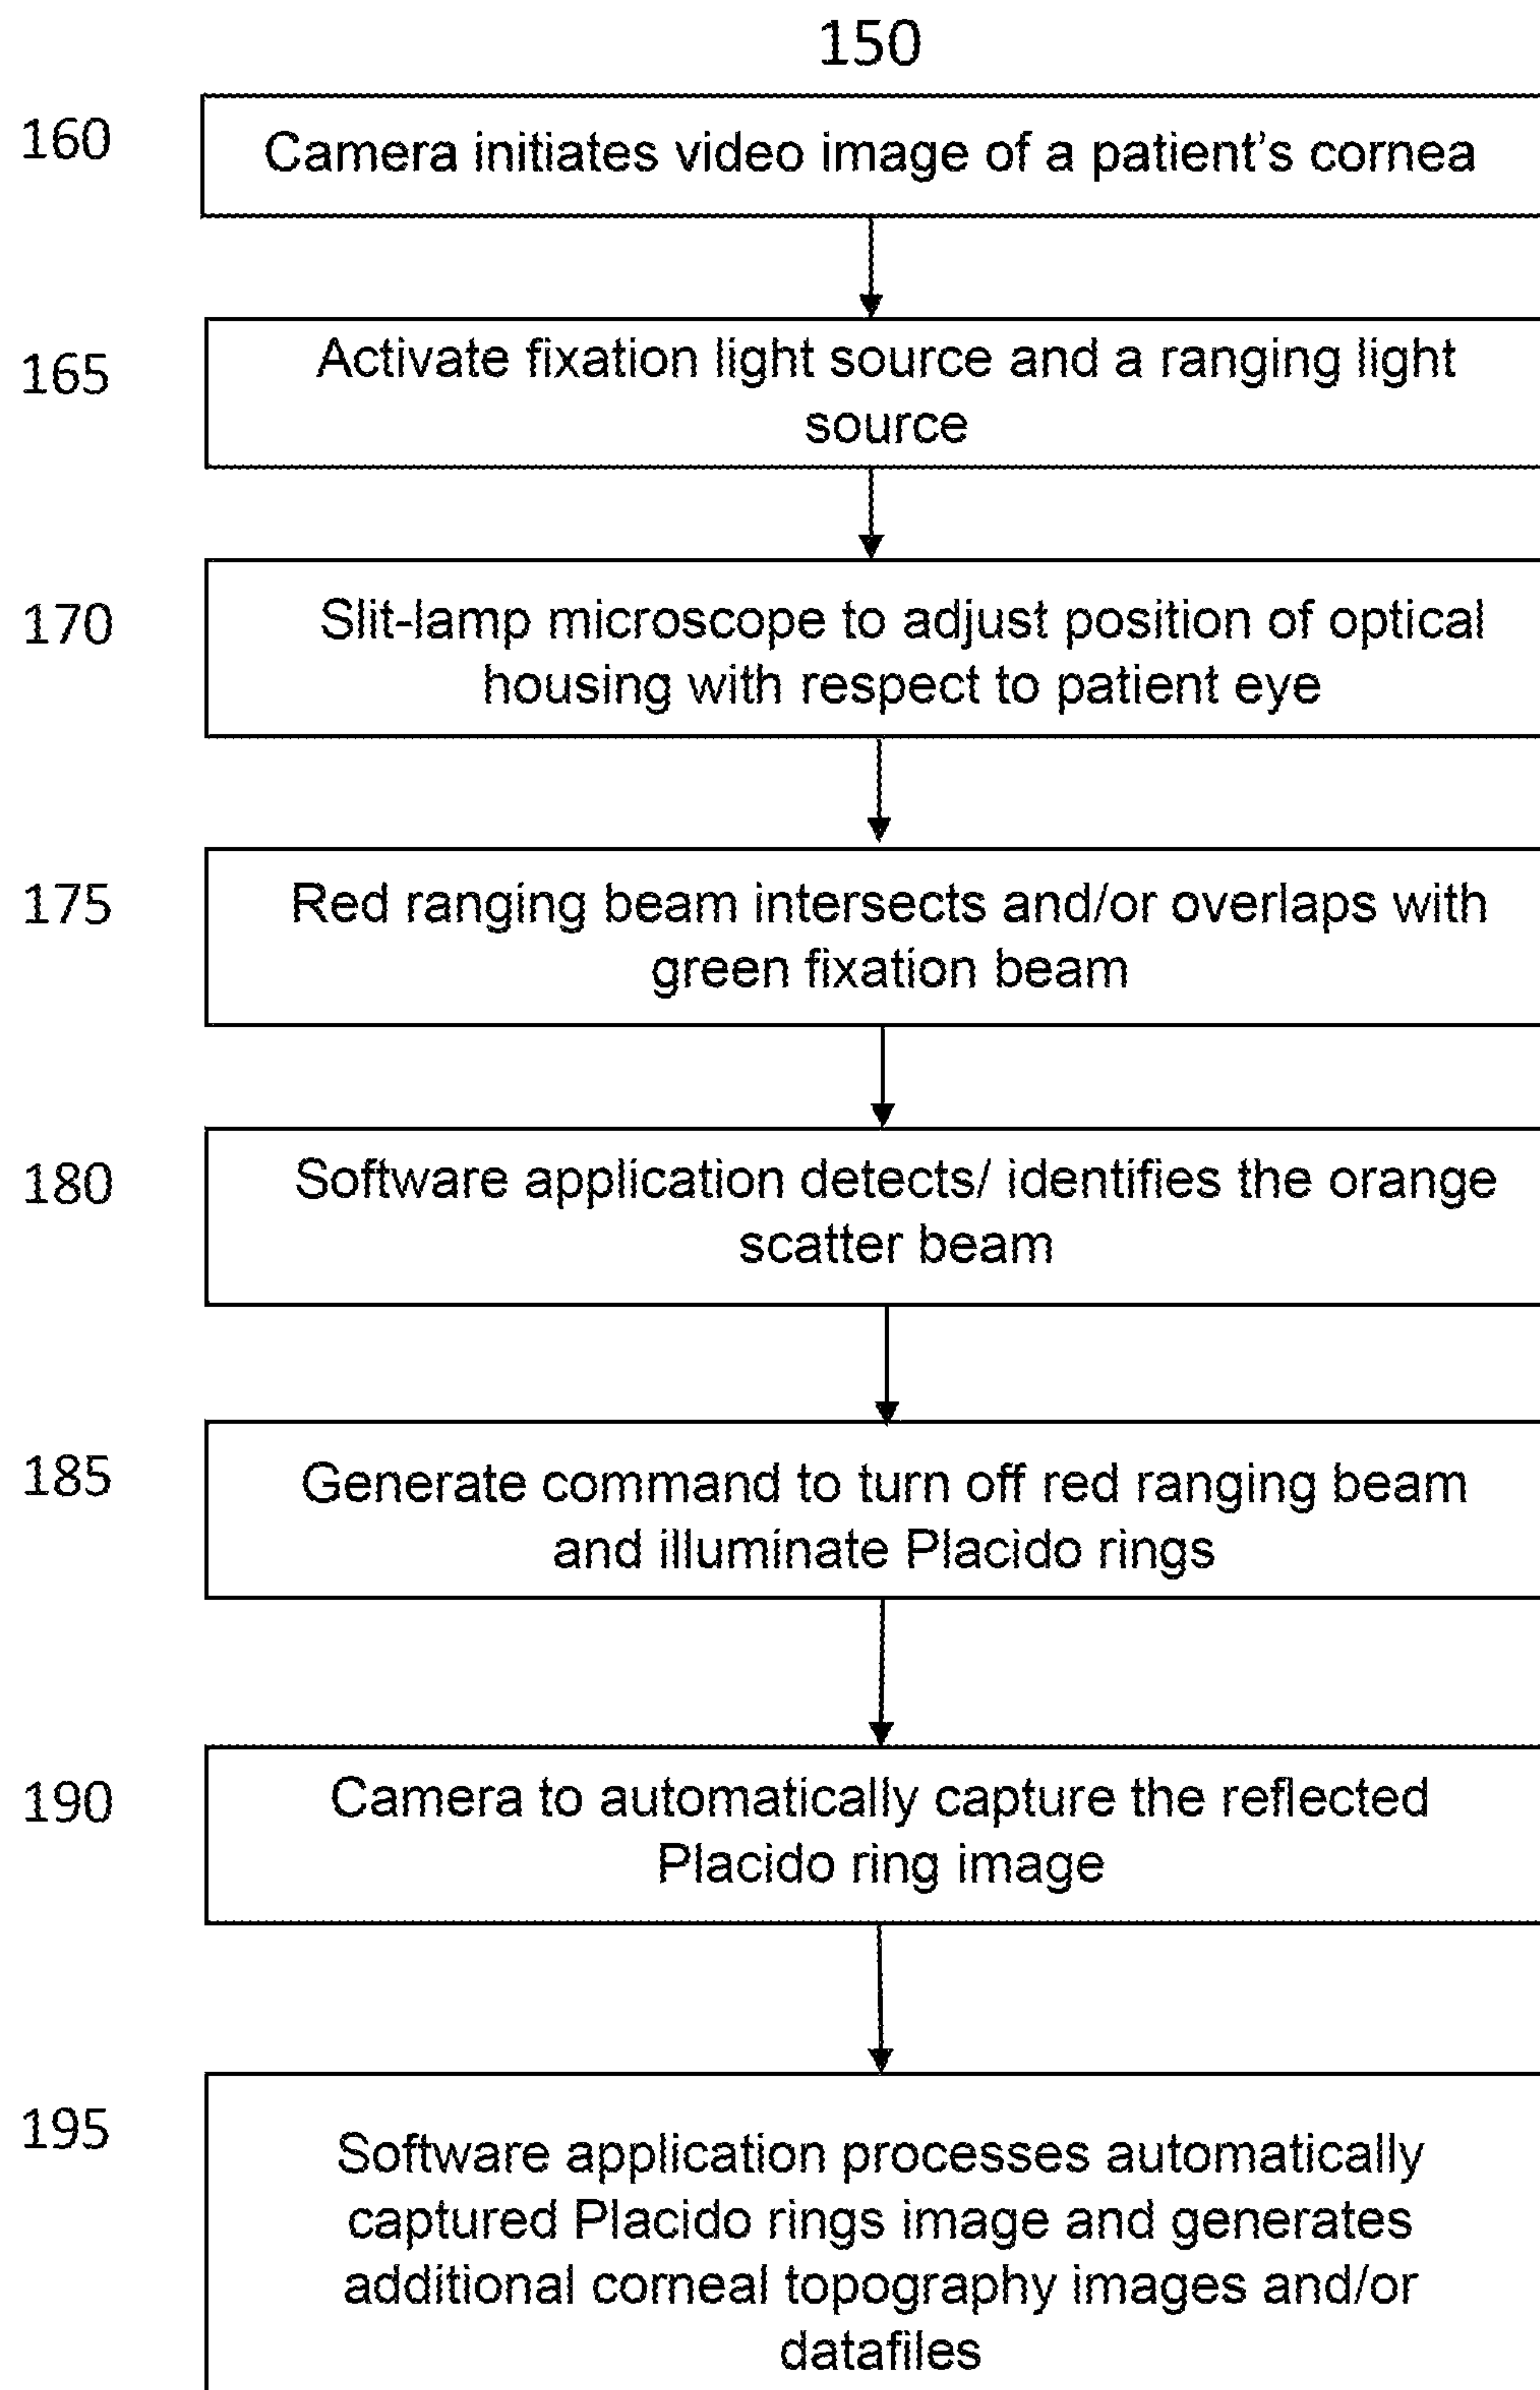 150
160
Camera initiates video image of a patient's cornea
165
Activate fixation light source and a ranging light
source
170
Slit-lamp microscope to adjust position of optical
housing with respect to patient eye
175
Red ranging beam intersects and/or overlaps with
green fixation beam
180
Software application detects/ identifies the orange
scatter beam
185
Generate command to turn off red ranging beam
and illuminate Placido rings
190
Camera to automatically capture the reflected
Placido ring image
195
Software application processes automatically
captured Placido rings image and generates
additional corneal topography images and/or
datafiles